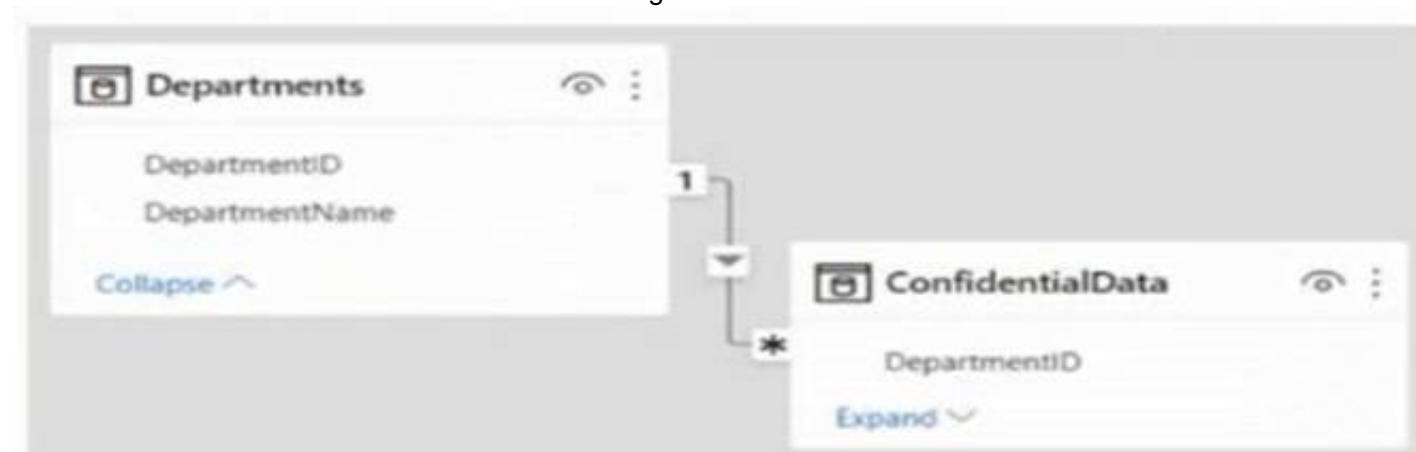 Departments
DepartmentID
DepartmentName
Collapse
1
*
ConfidentialData
DepartmentID
Expand